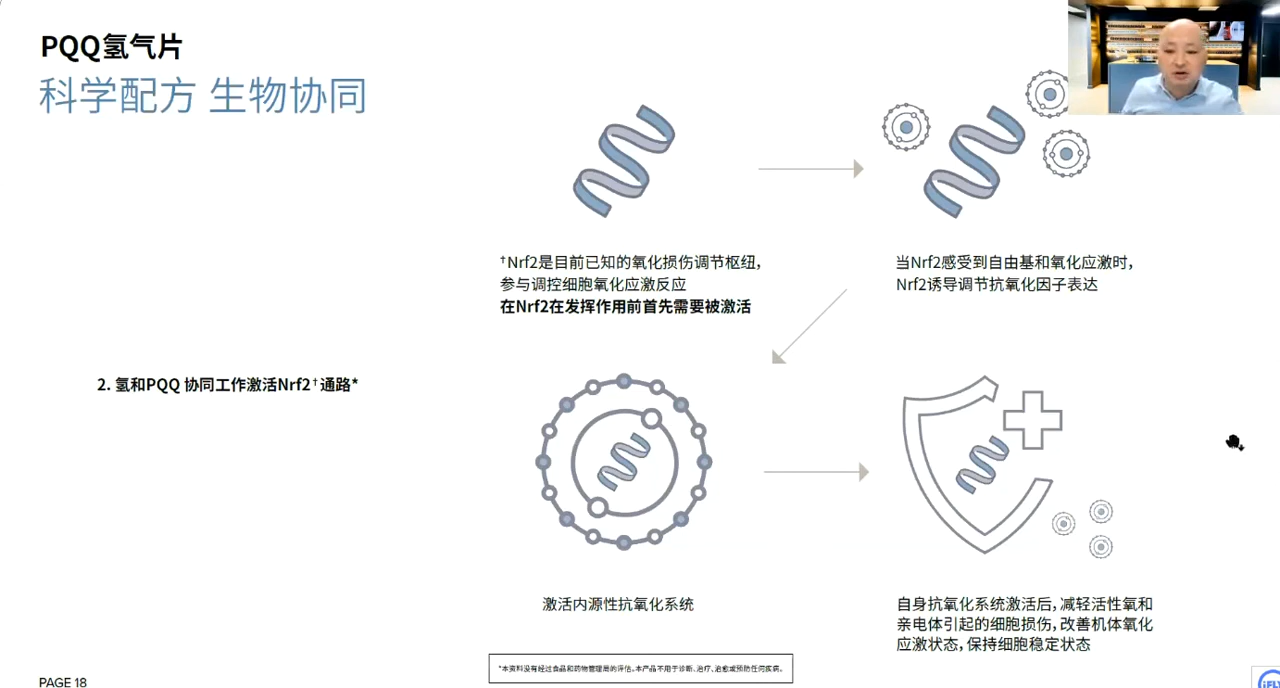 PQQ氢气片
科学配方 生物协同
†Nrf2是目前已知的氧化损伤调节枢纽,
参与调控细胞氧化应激反应
在Nrf2在发挥作用前首先需要被激活
当Nrf2感受到自由基和氧化应激时,
Nrf2诱导调节抗氧化因子表达
2. 氢和PQQ 协同工作激活Nrf2†通路*
激活内源性抗氧化系统
自身抗氧化系统激活后, 减轻活性氧和
亲电体引起的细胞损伤, 改善机体氧化
应激状态, 保持细胞稳定状态
*本资料没有经过食品和药物管理局的评估。本产品不用于诊断、治疗、治愈或预防任何疾病。
PAGE 18